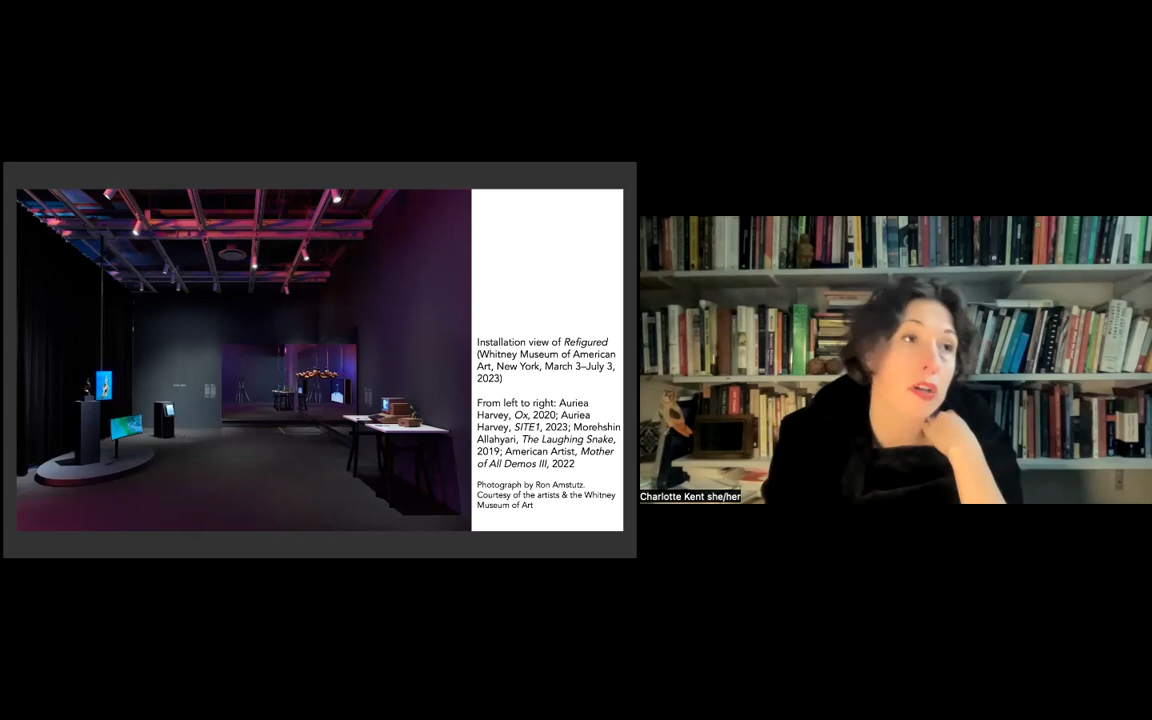 Installation view of Refigured
(Whitney Museum of American
Art, New York, March 3–July 3,
2023)
From left to right: Auriea
Harvey, Ox, 2020; Auriea
Harvey, SITE1, 2023; Morehshin
Allahyari, The Laughing Snake,
2019; American Artist, Mother
of All Demos III, 2022
Photograph by Ron Amstutz.
Courtesy of the artists & the Whitney
Museum of Art
Charlotte Kent she/her